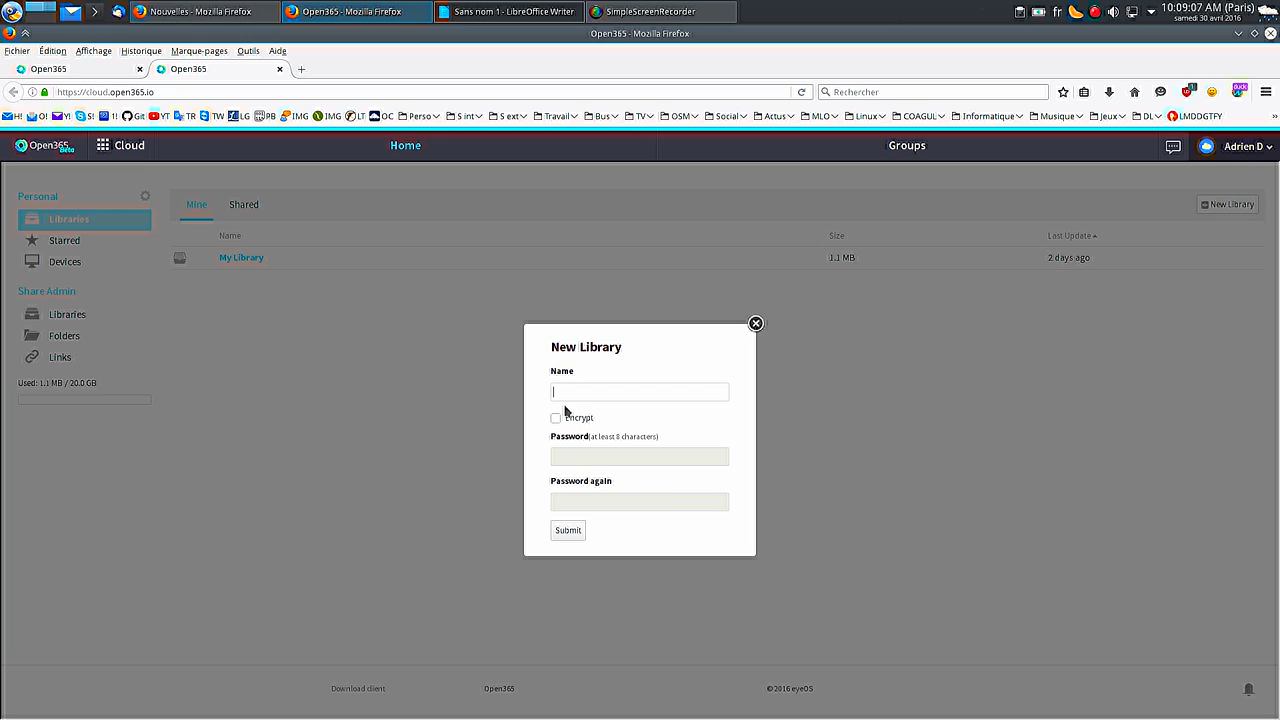 Nouvelles - Mozilla Firefox
Open365 - Mozilla Firefox
Sans nom 1 - LibreOffice Writer
SimpleScreenRecorder
fr
10:09:07 AM (Paris)
samedi 30 avril 2016
Open365 - Mozilla Firefox
Fichier Édition Affichage Historique Marque-pages Outils Aide
Open365
Open365
https://cloud.open365.io
Rechercher
H! O! Y! S! 1! Git YT TR TW LG PB IMG IMG LT OC Perso S int S ext Travail Bus TV OSM Social Actus MLO Linux COAGUL Informatique Musique Jeux DL LMDDGTFY
Open365 Beta
Cloud
Home
Groups
Adrien D
Personal
Libraries
Starred
Devices
Share Admin
Libraries
Folders
Links
Used: 1.1 MB / 20.0 GB
Mine Shared
New Library
Name Size Last Update
My Library 1.1 MB 2 days ago
New Library
Name
Encrypt
Password(at least 8 characters)
Password again
Submit
Download client Open365 © 2016 eyeOS